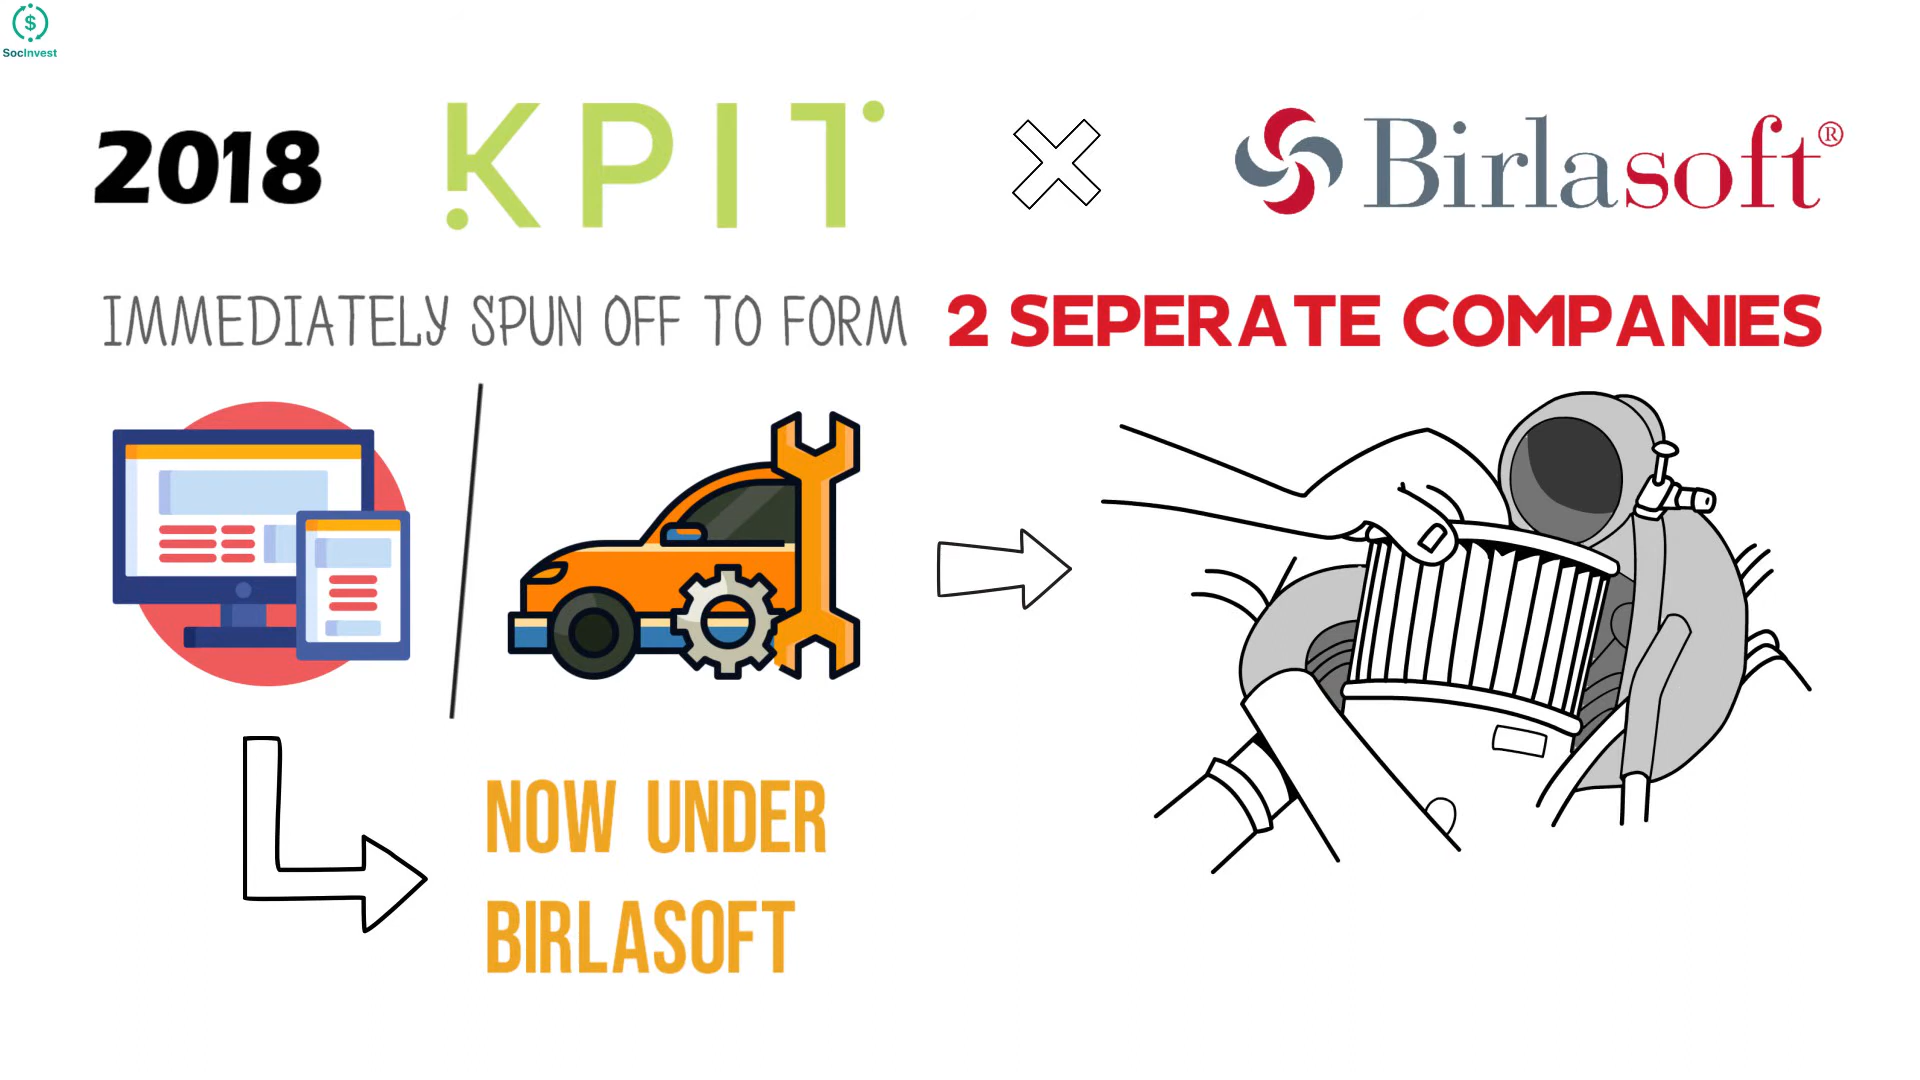 SocInvest
2018 KPIT Birlasoft®
IMMEDIATELY SPUN OFF TO FORM 2 SEPERATE COMPANIES
NOW UNDER
BIRLASOFT